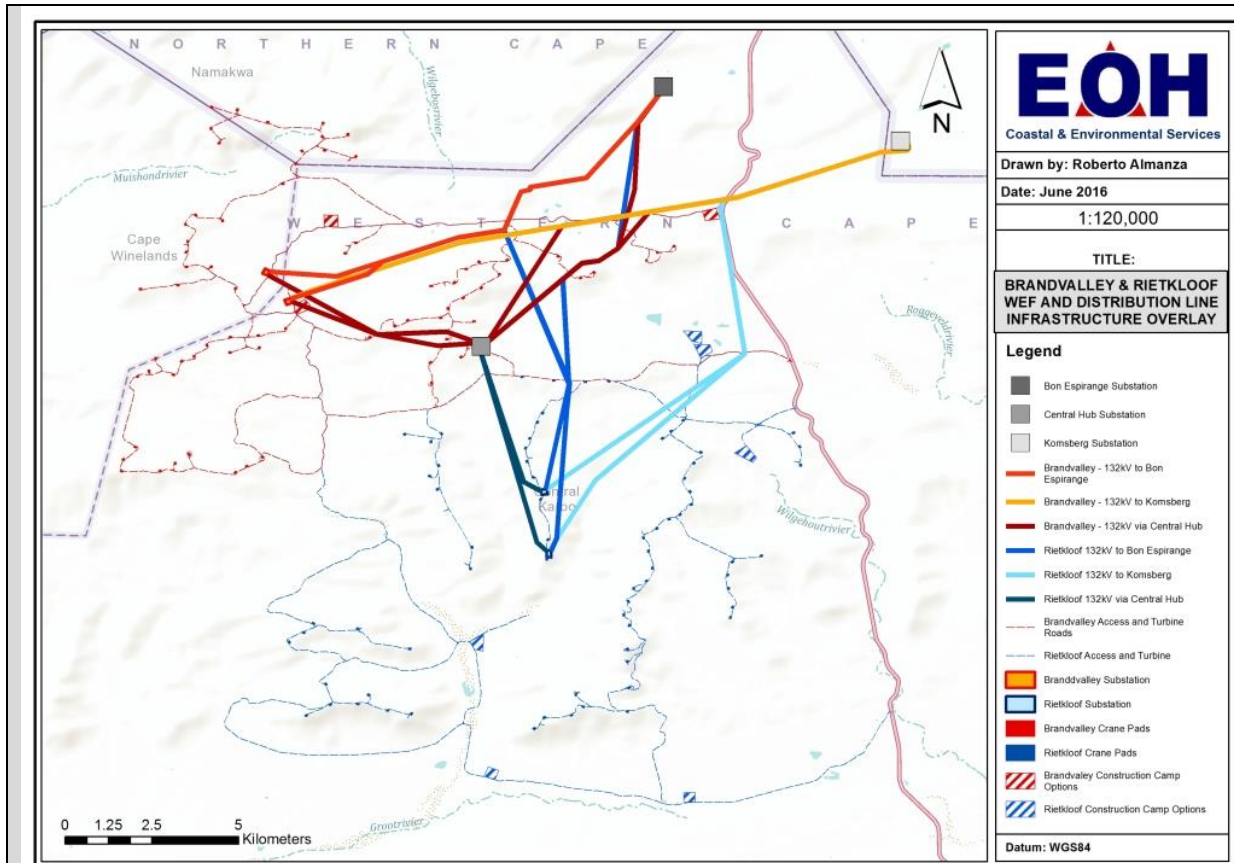 N O R T H E R N C A P E
Namakwa
Wilgebosrivier
Muishondrivier
N
W E S T E R N C A P E
Cape
Winelands
Roggeveldrivier
Central
Karoo
Wilgehoutrivier
Grootrivier
0 1.25 2.5 5
Kilometers
EOH
Coastal & Environmental Services
Drawn by: Roberto Almanza
Date: June 2016
1:120,000
TITLE:
BRANDVALLEY & RIETKLOOF
WEF AND DISTRIBUTION LINE
INFRASTRUCTURE OVERLAY
Legend
Bon Espirange Substation
Central Hub Substation
Komsberg Substation
Brandvalley - 132kV to Bon
Espirange
Brandvalley - 132kV to Komsberg
Brandvalley - 132kV via Central Hub
Rietkloof 132kV to Bon Espirange
Rietkloof 132kV to Komsberg
Rietkloof 132kV via Central Hub
Brandvalley Access and Turbine
Roads
Rietkloof Access and Turbine
Branddvalley Substation
Rietkloof Substation
Brandvalley Crane Pads
Rietkloof Crane Pads
Brandvaley Construction Camp
Options
Rietkloof Construction Camp Options
Datum: WGS84